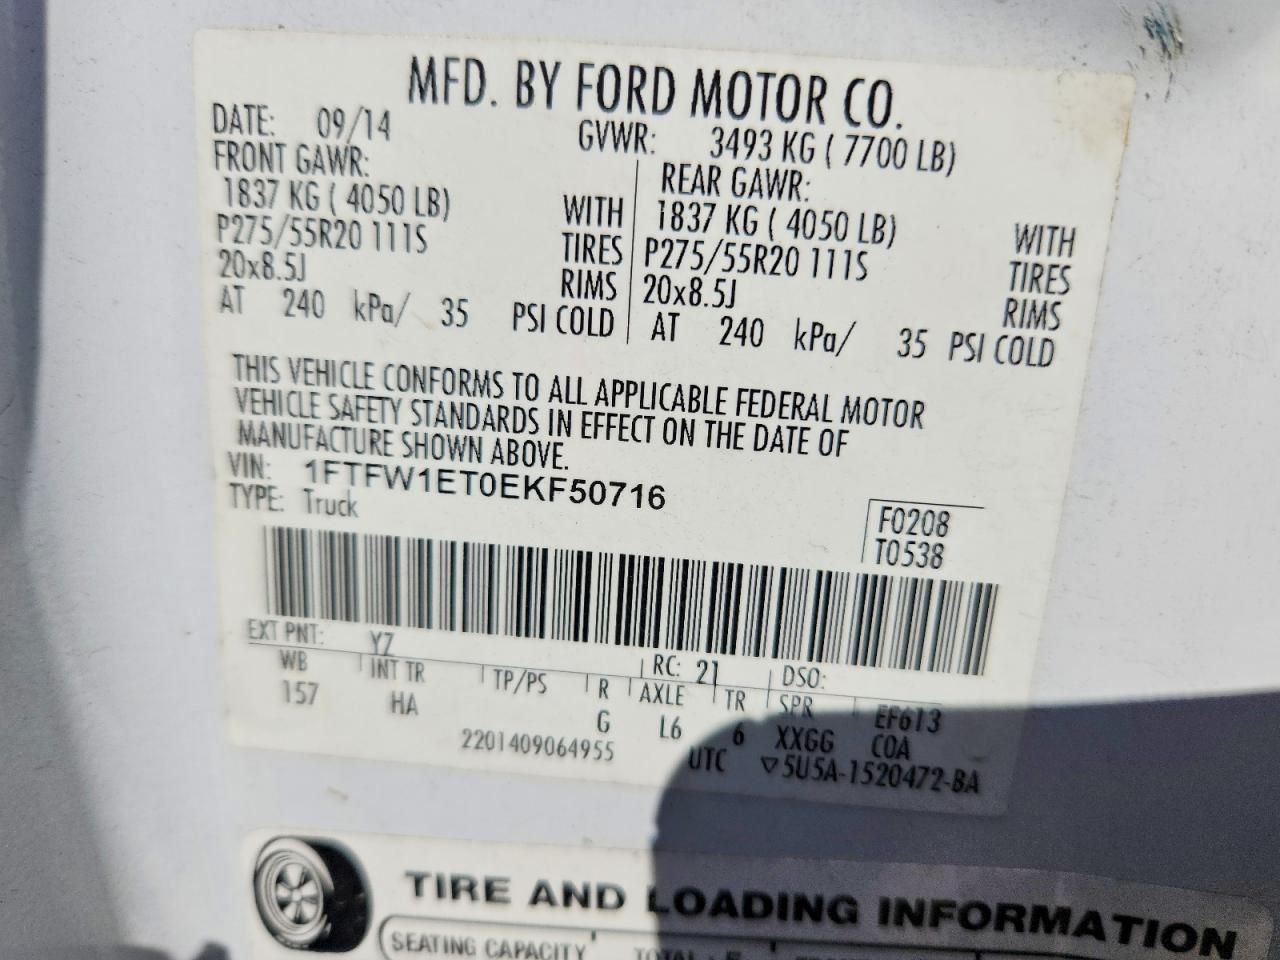 MFD. BY FORD MOTOR CO.
DATE: 09/14 GVWR: 3493 KG ( 7700 LB)
FRONT GAWR: REAR GAWR:
1837 KG ( 4050 LB) WITH 1837 KG ( 4050 LB) WITH
P275/55R20 111S TIRES P275/55R20 111S TIRES
20x8.5J RIMS 20x8.5J RIMS
AT 240 kPa/ 35 PSI COLD AT 240 kPa/ 35 PSI COLD
THIS VEHICLE CONFORMS TO ALL APPLICABLE FEDERAL MOTOR
VEHICLE SAFETY STANDARDS IN EFFECT ON THE DATE OF
MANUFACTURE SHOWN ABOVE.
VIN: 1FTFW1ET0EKF50716
TYPE: Truck
F0208
T0538
EXT PNT: YZ RC: 21 DSO:
WB INT TR TP/PS R AXLE TR SPR EF613
157 HA G L6 6 XXGG COA
2201409064955 UTC ▽5U5A-1520472-BA
TIRE AND LOADING INFORMATION
SEATING CAPACITY